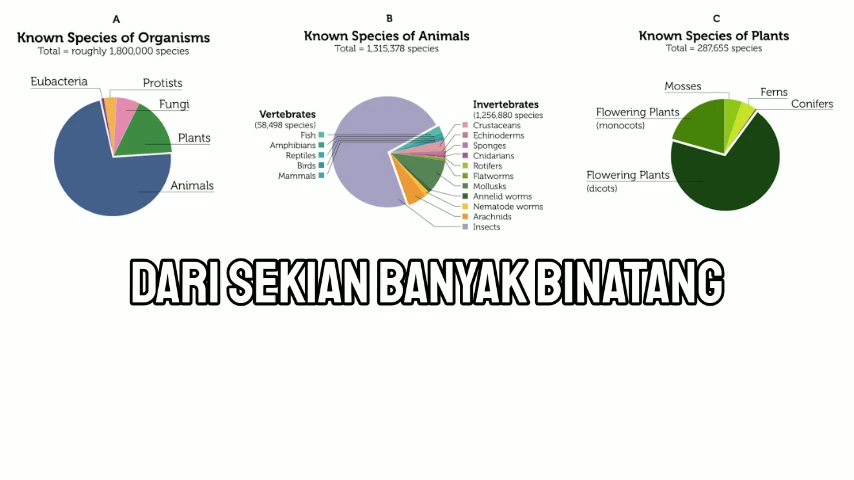 A
Known Species of Organisms
Total = roughly 1,800,000 species
Eubacteria
Protists
Fungi
Plants
Animals
B
Known Species of Animals
Total = 1,315,378 species
Vertebrates
(58,498 species)
Fish
Amphibians
Reptiles
Birds
Mammals
Invertebrates
(1,256,880 species
Crustaceans
Echinoderms
Sponges
Cnidarians
Rotifers
Flatworms
Mollusks
Annelid worms
Nematode worms
Arachnids
Insects
C
Known Species of Plants
Total = 287,655 species
Mosses
Ferns
Conifers
Flowering Plants
(monocots)
Flowering Plants
(dicots)
DARI SEKIAN BANYAK BINATANG